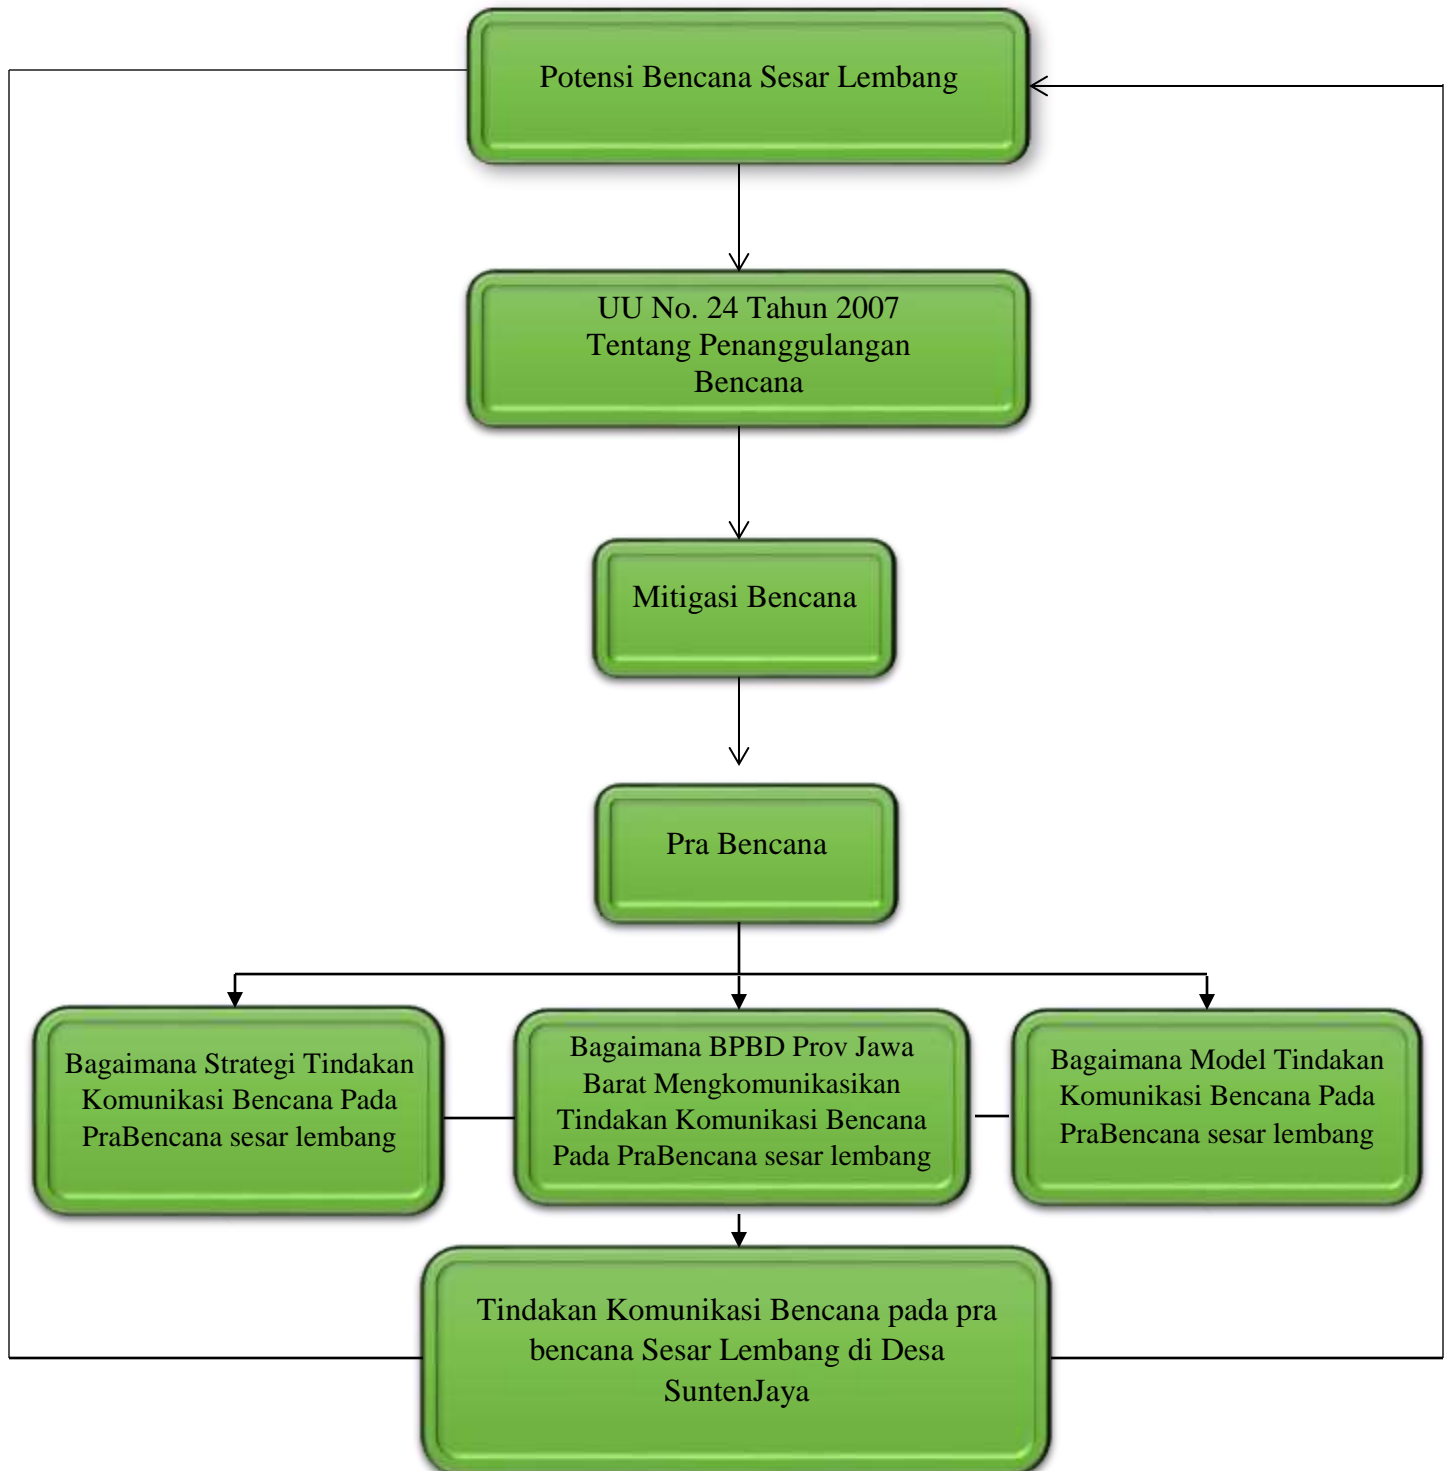 Potensi Bencana Sesar Lembang
UU No. 24 Tahun 2007
Tentang Penanggulangan
Bencana
Mitigasi Bencana
Pra Bencana
Bagaimana Strategi Tindakan
Komunikasi Bencana Pada
PraBencana sesar lembang
Bagaimana BPBD Prov Jawa
Barat Mengkomunikasikan
Tindakan Komunikasi Bencana
Pada PraBencana sesar lembang
Bagaimana Model Tindakan
Komunikasi Bencana Pada
PraBencana sesar lembang
Tindakan Komunikasi Bencana pada pra
bencana Sesar Lembang di Desa
SuntenJaya